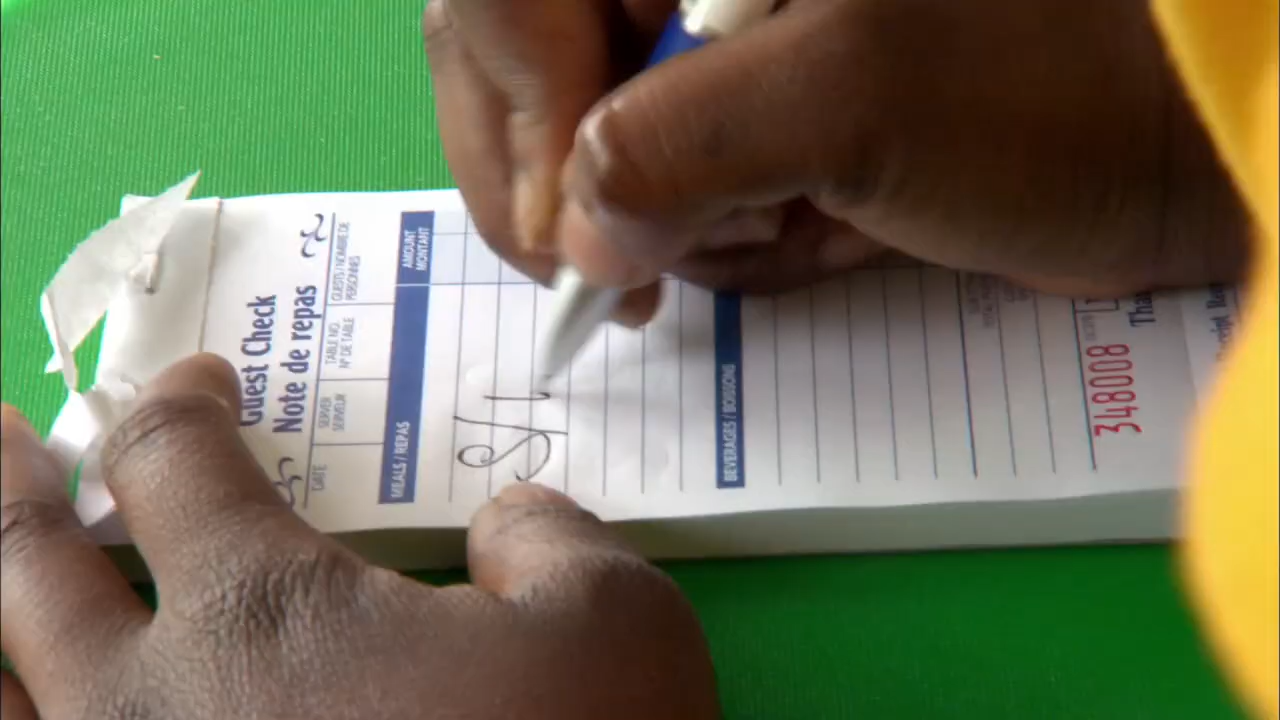 Guest Check
Note de repas
DATE
SERVER
SERVEUR
TABLE NO.
N° DE TABLE
GUESTS / NOMBRE DE
PERSONNES
MEALS / REPAS
AMOUNT
MONTANT
BEVERAGES / BOISSONS
348008